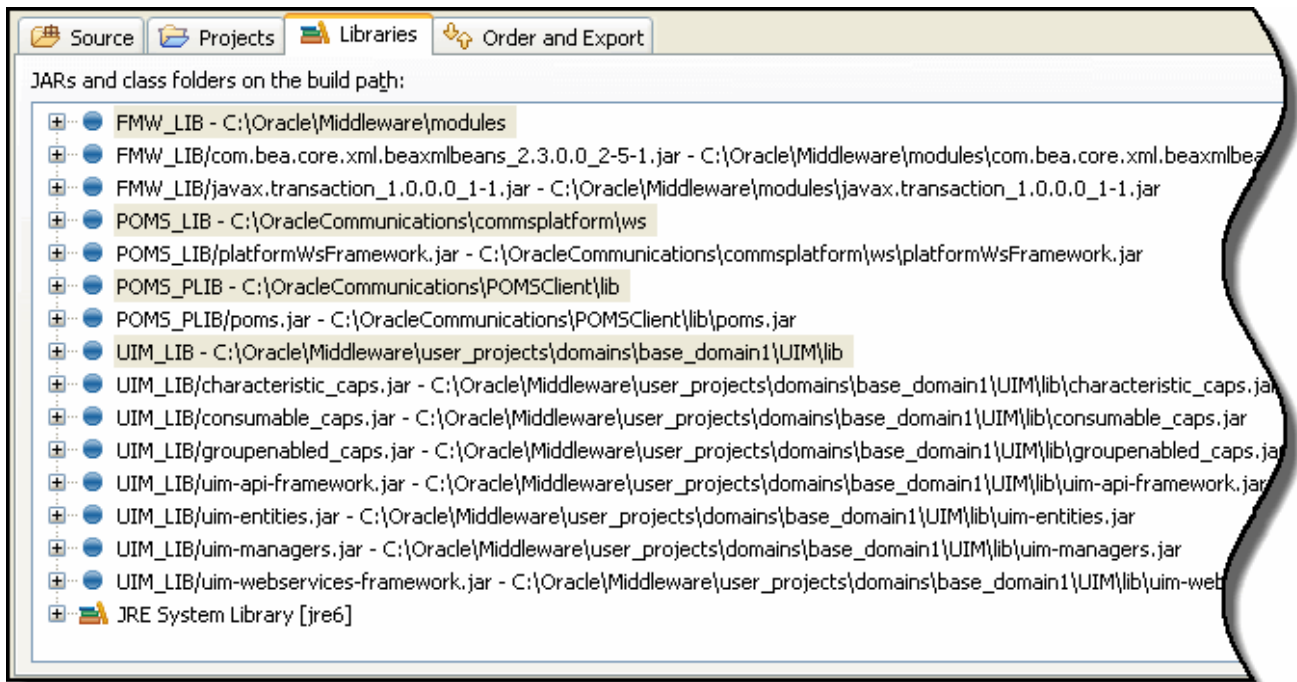 Source Projects Libraries Order and Export
JARs and class folders on the build path:
FMW_LIB - C:\Oracle\Middleware\modules
FMW_LIB/com.bea.core.xml.beaxmlbeans_2.3.0.0_2-5-1.jar - C:\Oracle\Middleware\modules\com.bea.core.xml.beaxmlbea
FMW_LIB/javax.transaction_1.0.0.0_1-1.jar - C:\Oracle\Middleware\modules\javax.transaction_1.0.0.0_1-1.jar
POMS_LIB - C:\OracleCommunications\commsplatform\ws
POMS_LIB/platformWsFramework.jar - C:\OracleCommunications\commsplatform\ws\platformWsFramework.jar
POMS_PLIB - C:\OracleCommunications\POMSClient\lib
POMS_PLIB/poms.jar - C:\OracleCommunications\POMSClient\lib\poms.jar
UIM_LIB - C:\Oracle\Middleware\user_projects\domains\base_domain1\UIM\lib
UIM_LIB/characteristic_caps.jar - C:\Oracle\Middleware\user_projects\domains\base_domain1\UIM\lib\characteristic_caps.jar
UIM_LIB/consumable_caps.jar - C:\Oracle\Middleware\user_projects\domains\base_domain1\UIM\lib\consumable_caps.jar
UIM_LIB/groupenabled_caps.jar - C:\Oracle\Middleware\user_projects\domains\base_domain1\UIM\lib\groupenabled_caps.ja
UIM_LIB/uim-api-framework.jar - C:\Oracle\Middleware\user_projects\domains\base_domain1\UIM\lib\uim-api-framework.jar
UIM_LIB/uim-entities.jar - C:\Oracle\Middleware\user_projects\domains\base_domain1\UIM\lib\uim-entities.jar
UIM_LIB/uim-managers.jar - C:\Oracle\Middleware\user_projects\domains\base_domain1\UIM\lib\uim-managers.jar
UIM_LIB/uim-webservices-framework.jar - C:\Oracle\Middleware\user_projects\domains\base_domain1\UIM\lib\uim-web
JRE System Library [jre6]